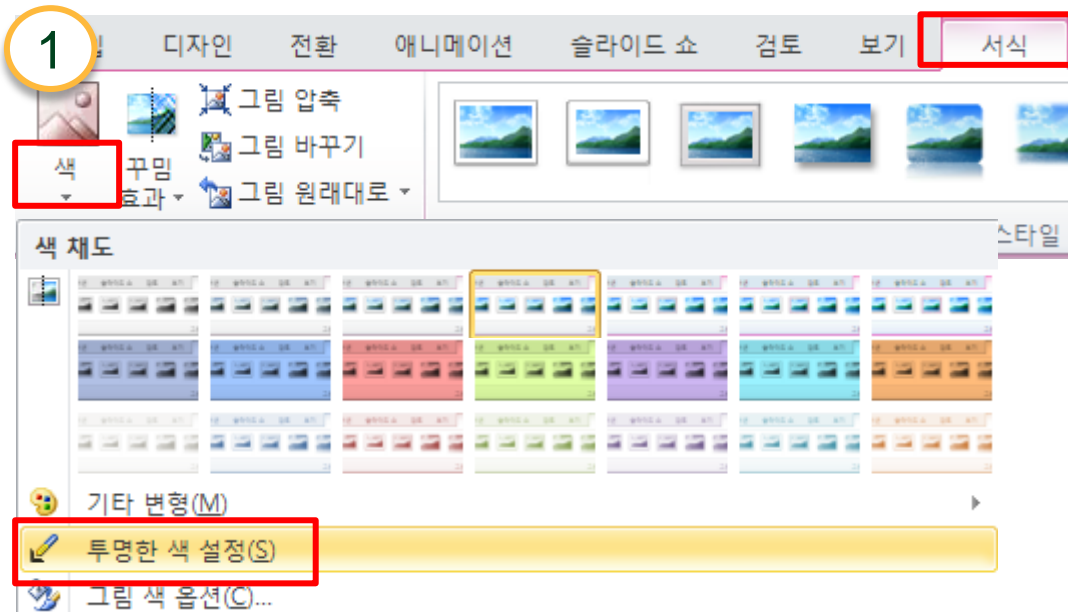 1
디자인 전환 애니메이션 슬라이드 쇼 검토 보기 서식
그림 압축
그림 바꾸기
그림 원래대로
색
꾸밈
효과
스타일
색 채도
기타 변형(M)
투명한 색 설정(S)
그림 색 옵션(C)...